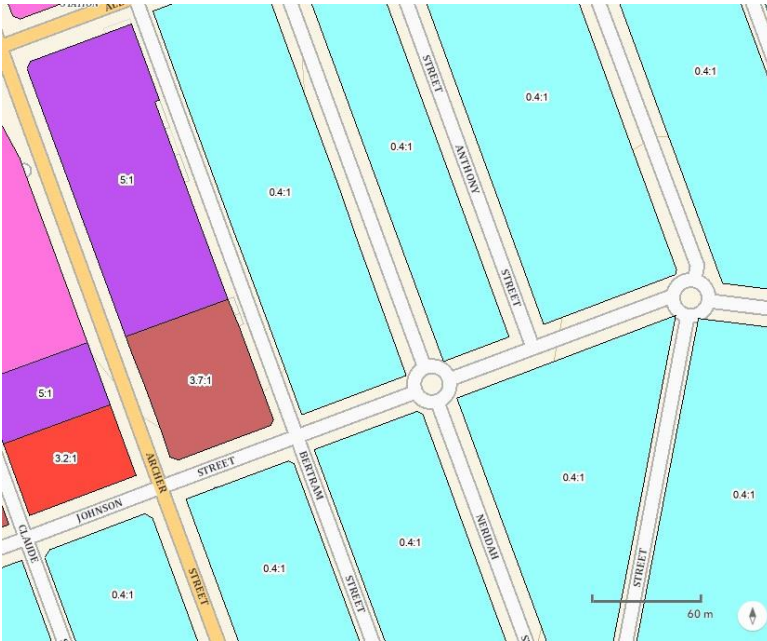 0.4:1
STREET
0.4:1
0.4:1
ANTHONY
5:1
0.4:1
STREET
3.7:1
5:1
3.2:1
ARCHER
STREET
BERTRAM
0.4:1
0.4:1
JOHNSON
NERIDAH
CLAUDE
0.4:1
0.4:1
STREET
STREET
STREET
0.4:1
60 m